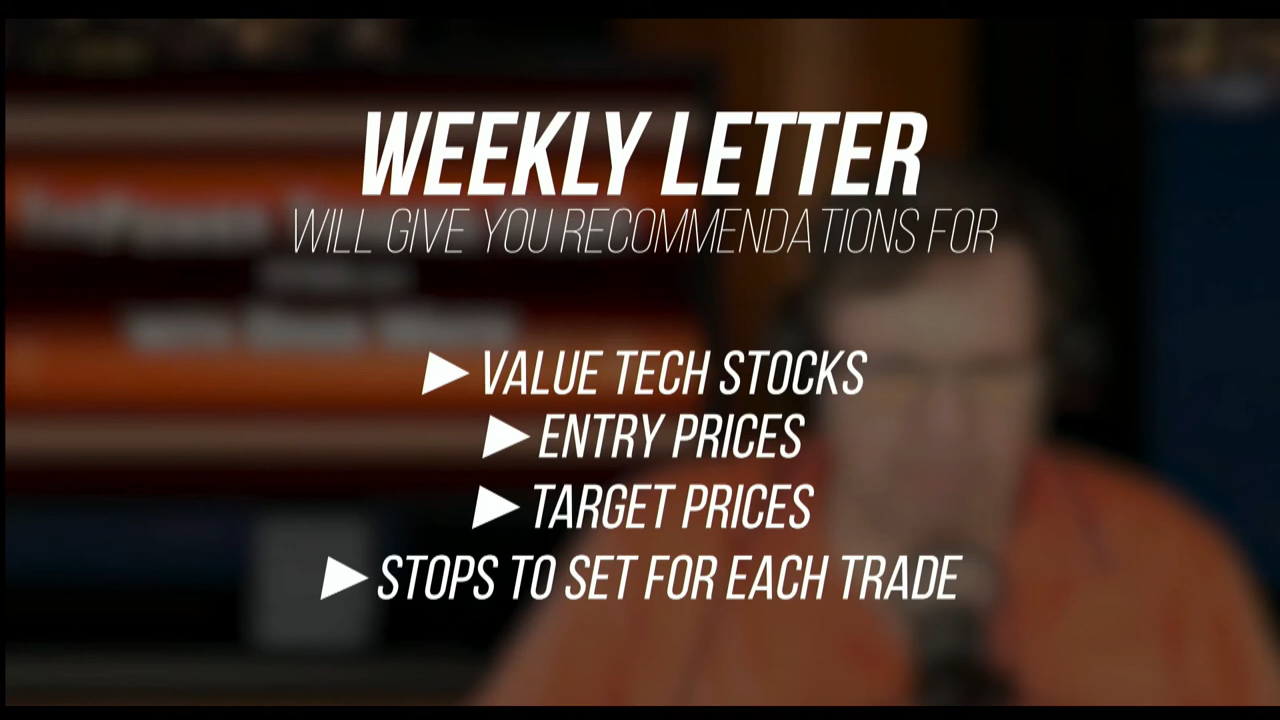 WEEKLY LETTER
WILL GIVE YOU RECOMMENDATIONS FOR
▶ VALUE TECH STOCKS
▶ ENTRY PRICES
▶ TARGET PRICES
▶ STOPS TO SET FOR EACH TRADE